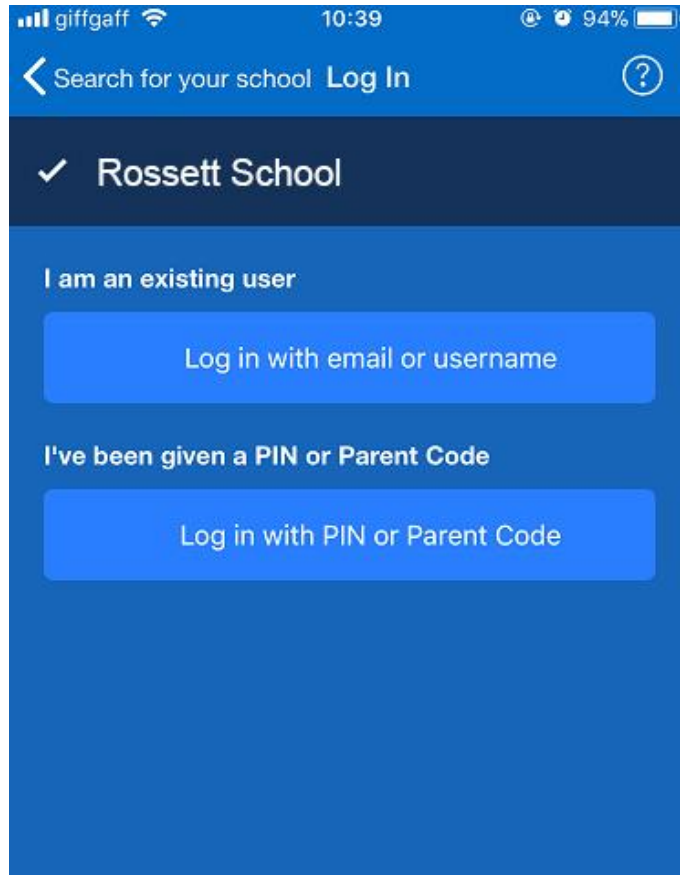 giffgaff 10:39 94%
Search for your school Log In ?
Rossett School
I am an existing user
Log in with email or username
I've been given a PIN or Parent Code
Log in with PIN or Parent Code